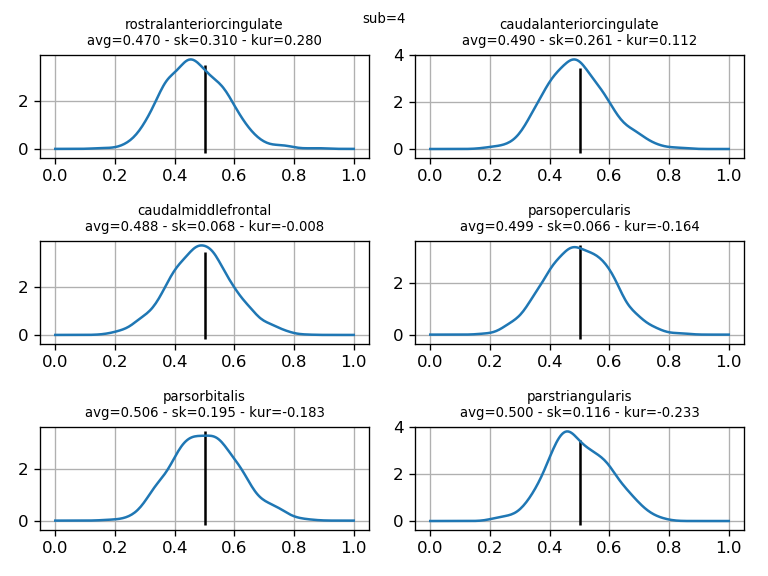 sub=4
rostralanteriorcingulate
avg=0.470 - sk=0.310 - kur=0.280
2
0
0.0 0.2 0.4 0.6 0.8 1.0
caudalanteriorcingulate
avg=0.490 - sk=0.261 - kur=0.112
4
2
0
0.0 0.2 0.4 0.6 0.8 1.0
caudalmiddlefrontal
avg=0.488 - sk=0.068 - kur=-0.008
2
0
0.0 0.2 0.4 0.6 0.8 1.0
parsopercularis
avg=0.499 - sk=0.066 - kur=-0.164
2
0
0.0 0.2 0.4 0.6 0.8 1.0
parsorbitalis
avg=0.506 - sk=0.195 - kur=-0.183
2
0
0.0 0.2 0.4 0.6 0.8 1.0
parstriangularis
avg=0.500 - sk=0.116 - kur=-0.233
4
2
0
0.0 0.2 0.4 0.6 0.8 1.0